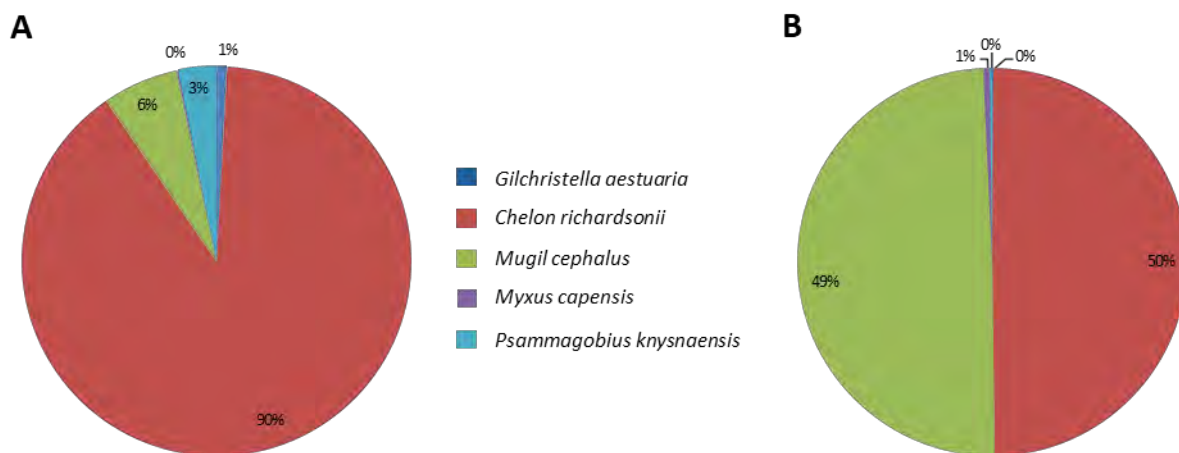 A
0%
1%
6%
3%
90%
Gilchristella aestuaria
Chelon richardsonii
Mugil cephalus
Myxus capensis
Psammagobius knysnaensis
B
0%
1%
0%
49%
50%